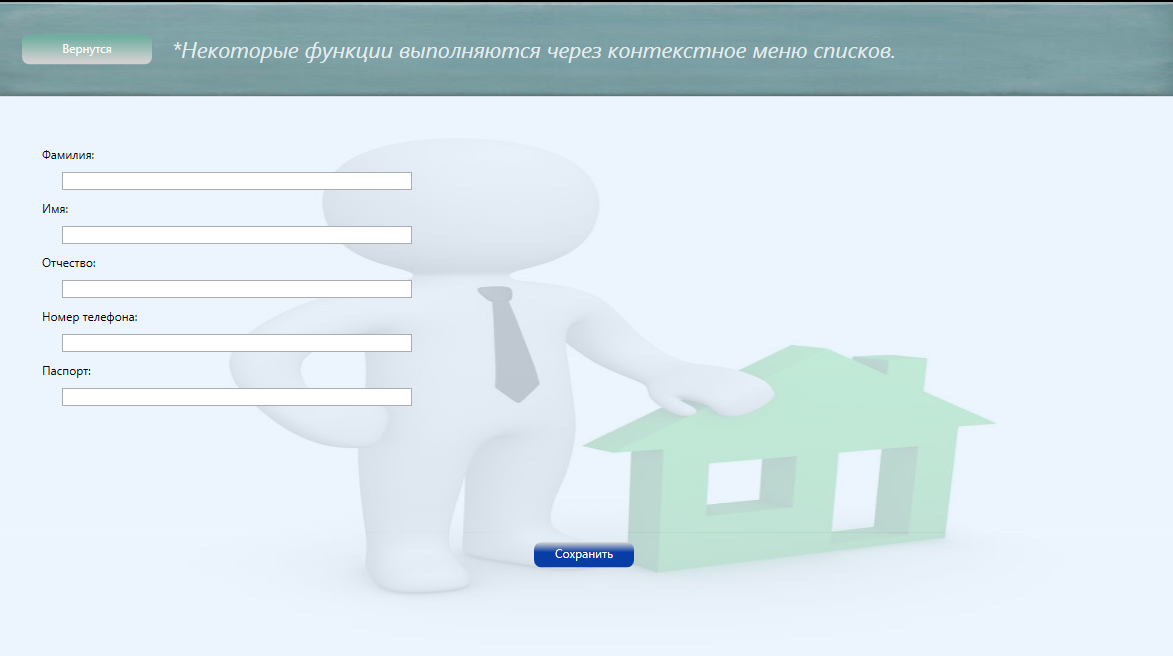 Вернутся
*Некоторые функции выполняются через контекстное меню списков.
Фамилия:
Имя:
Отчество:
Номер телефона:
Паспорт:
Сохранить